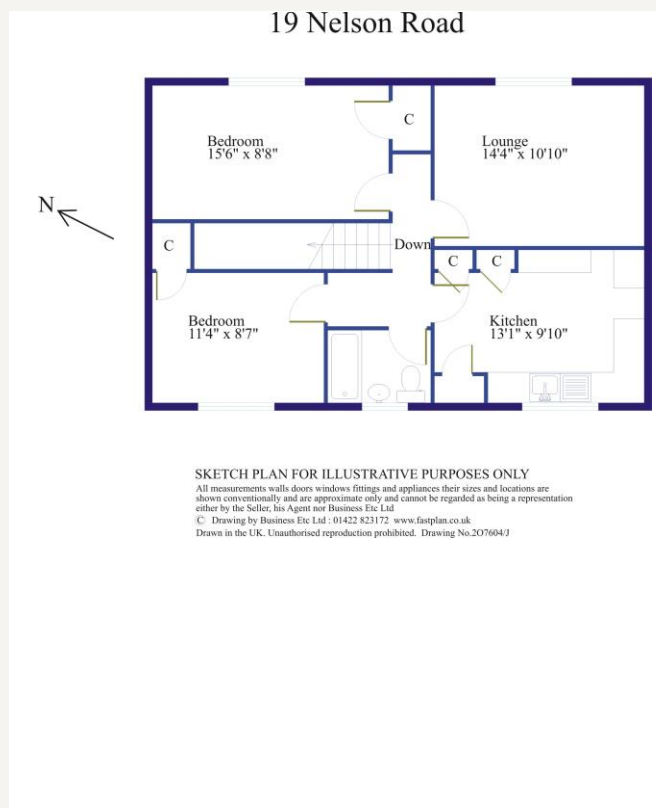 19 Nelson Road
C
Bedroom
15'6" x 8'8"
Lounge
14'4" x 10'10"
N
C
Down
C
C
Bedroom
11'4" x 8'7"
Kitchen
13'1" x 9'10"
SKETCH PLAN FOR ILLUSTRATIVE PURPOSES ONLY
All measurements walls doors windows fittings and appliances their sizes and locations are
shown conventionally and are approximate only and cannot be regarded as being a representation
either by the Seller, his Agent nor Business Etc Ltd
© Drawing by Business Etc Ltd : 01422 823172 www.fastplan.co.uk
Drawn in the UK. Unauthorised reproduction prohibited. Drawing No.2O7604/J